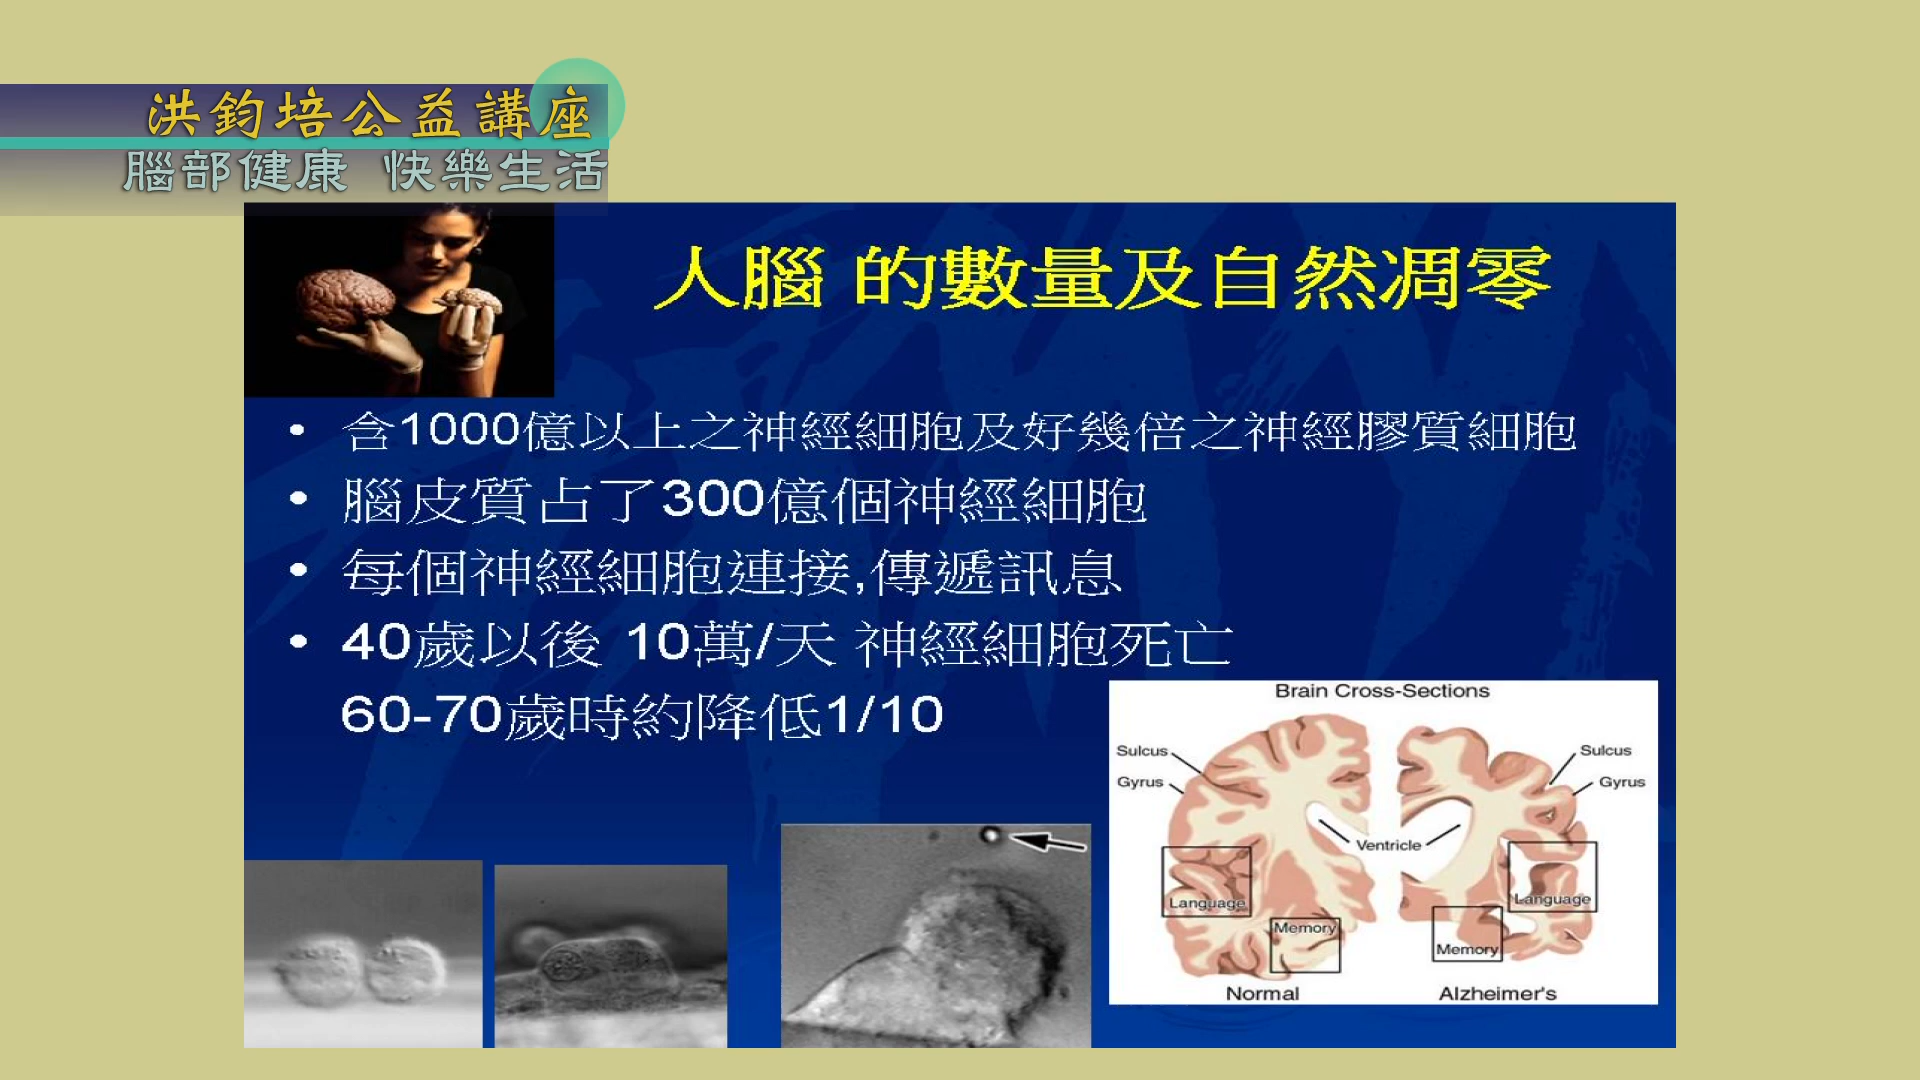 洪鈞培公益講座
腦部健康 快樂生活
人腦 的數量及自然凋零
• 含1000億以上之神經細胞及好幾倍之神經膠質細胞
• 腦皮質占了300億個神經細胞
• 每個神經細胞連接,傳遞訊息
• 40歲以後 10萬/天 神經細胞死亡
60-70歲時約降低1/10
Brain Cross-Sections
Sulcus
Gyrus
Sulcus
Gyrus
Ventricle
Language
Memory
Language
Memory
Normal
Alzheimer's